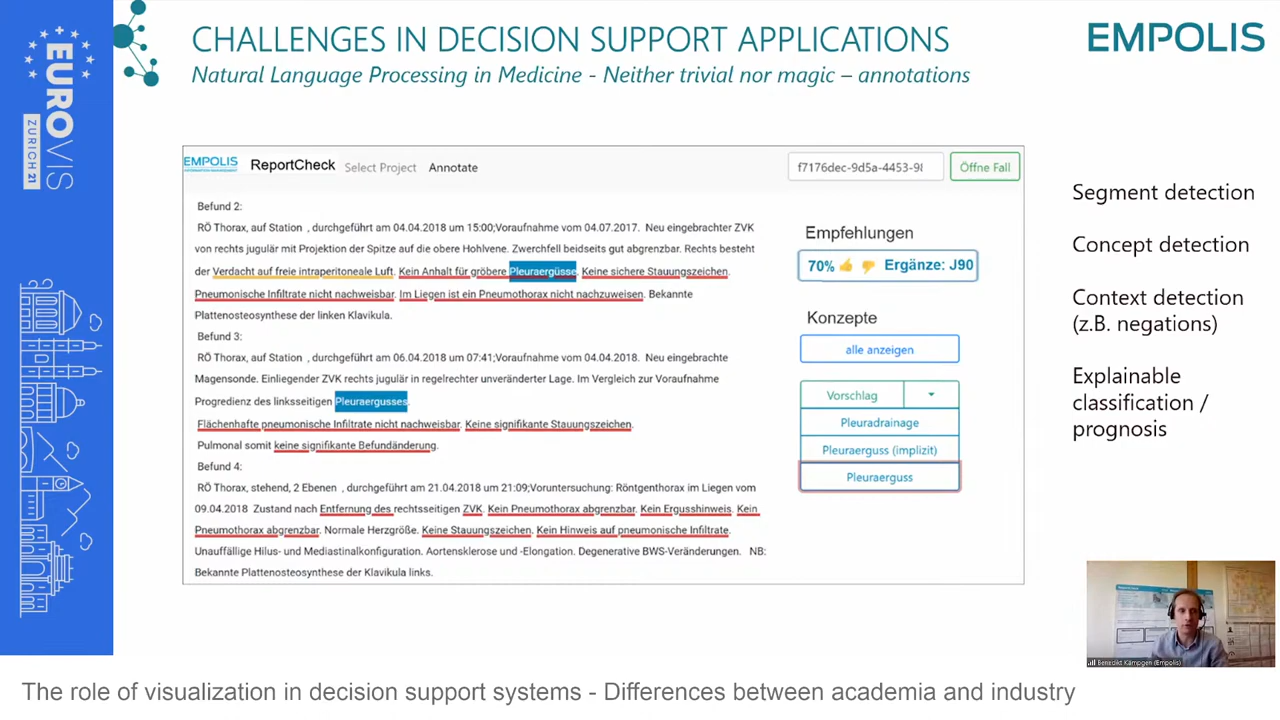 EUROVIS
ZURICH 21
CHALLENGES IN DECISION SUPPORT APPLICATIONS
Natural Language Processing in Medicine - Neither trivial nor magic – annotations
EMPOLIS
EMPOLIS
INFORMATION MANAGEMENT
ReportCheck
Select Project
Annotate
f7176dec-9d5a-4453-9
Öffne Fall
Befund 2:
RÖ Thorax, auf Station , durchgeführt am 04.04.2018 um 15:00;Voraufnahme vom 04.07.2017. Neu eingebrachter ZVK
von rechts jugulär mit Projektion der Spitze auf die obere Hohlvene. Zwerchfell beidseits gut abgrenzbar. Rechts besteht
der Verdacht auf freie intraperitoneale Luft. Kein Anhalt für gröbere Pleuraergüsse. Keine sichere Stauungszeichen.
Pneumonische Infiltrate nicht nachweisbar. Im Liegen ist ein Pneumothorax nicht nachzuweisen. Bekannte
Plattenosteosynthese der linken Klavikula.
Befund 3:
RÖ Thorax, auf Station , durchgeführt am 06.04.2018 um 07:41;Voraufnahme vom 04.04.2018. Neu eingebrachte
Magensonde. Einliegender ZVK rechts jugulär in regelrechter unveränderter Lage. Im Vergleich zur Voraufnahme
Progredienz des linksseitigen Pleuraergusses
Flächenhafte pneumonische Infiltrate nicht nachweisbar. Keine signifikante Stauungszeichen.
Pulmonal somit keine signifikante Befundänderung.
Befund 4:
RÖ Thorax, stehend, 2 Ebenen , durchgeführt am 21.04.2018 um 21:09;Voruntersuchung: Röntgenthorax im Liegen vom
09.04.2018 Zustand nach Entfernung des rechtsseitigen ZVK. Kein Pneumothorax abgrenzbar. Kein Ergusshinweis. Kein
Pneumothorax abgrenzbar. Normale Herzgröße. Keine Stauungszeichen. Kein Hinweis auf pneumonische Infiltrate.
Unauffällige Hilus- und Mediastinalkonfiguration. Aortensklerose und -Elongation. Degenerative BWS-Veränderungen. NB:
Bekannte Plattenosteosynthese der Klavikula links.
Empfehlungen
70% Ergänze: J90
Konzepte
alle anzeigen
Vorschlag
Pleuradrainage
Pleuraerguss (implizit)
Pleuraerguss
Segment detection
Concept detection
Context detection
(z.B. negations)
Explainable
classification /
prognosis
Benedikt Kämpgen (Empolis)
The role of visualization in decision support systems - Differences between academia and industry